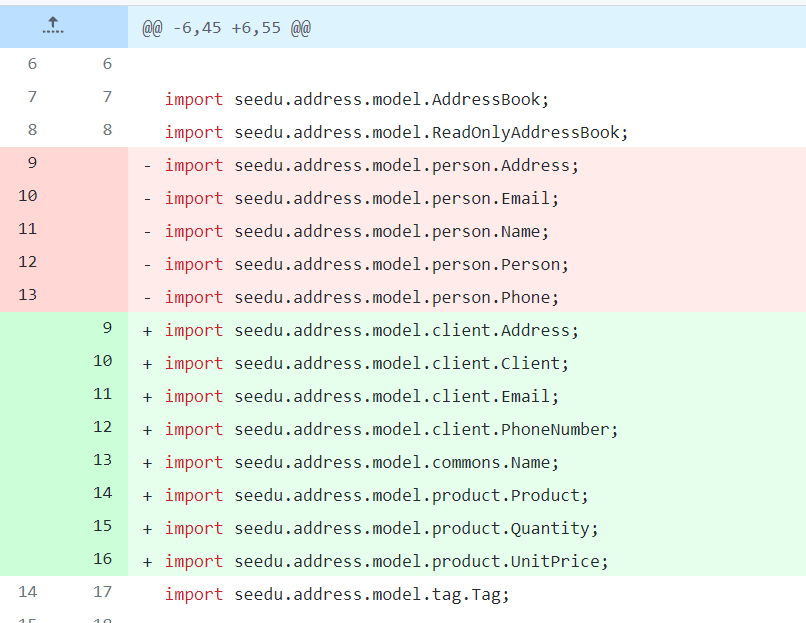 @@ -6,45 +6,55 @@
6 6
7 7 import seedu.address.model.AddressBook;
8 8 import seedu.address.model.ReadOnlyAddressBook;
9 - import seedu.address.model.person.Address;
10 - import seedu.address.model.person.Email;
11 - import seedu.address.model.person.Name;
12 - import seedu.address.model.person.Person;
13 - import seedu.address.model.person.Phone;
9 + import seedu.address.model.client.Address;
10 + import seedu.address.model.client.Client;
11 + import seedu.address.model.client.Email;
12 + import seedu.address.model.client.PhoneNumber;
13 + import seedu.address.model.commons.Name;
14 + import seedu.address.model.product.Product;
15 + import seedu.address.model.product.Quantity;
16 + import seedu.address.model.product.UnitPrice;
14 17 import seedu.address.model.tag.Tag;